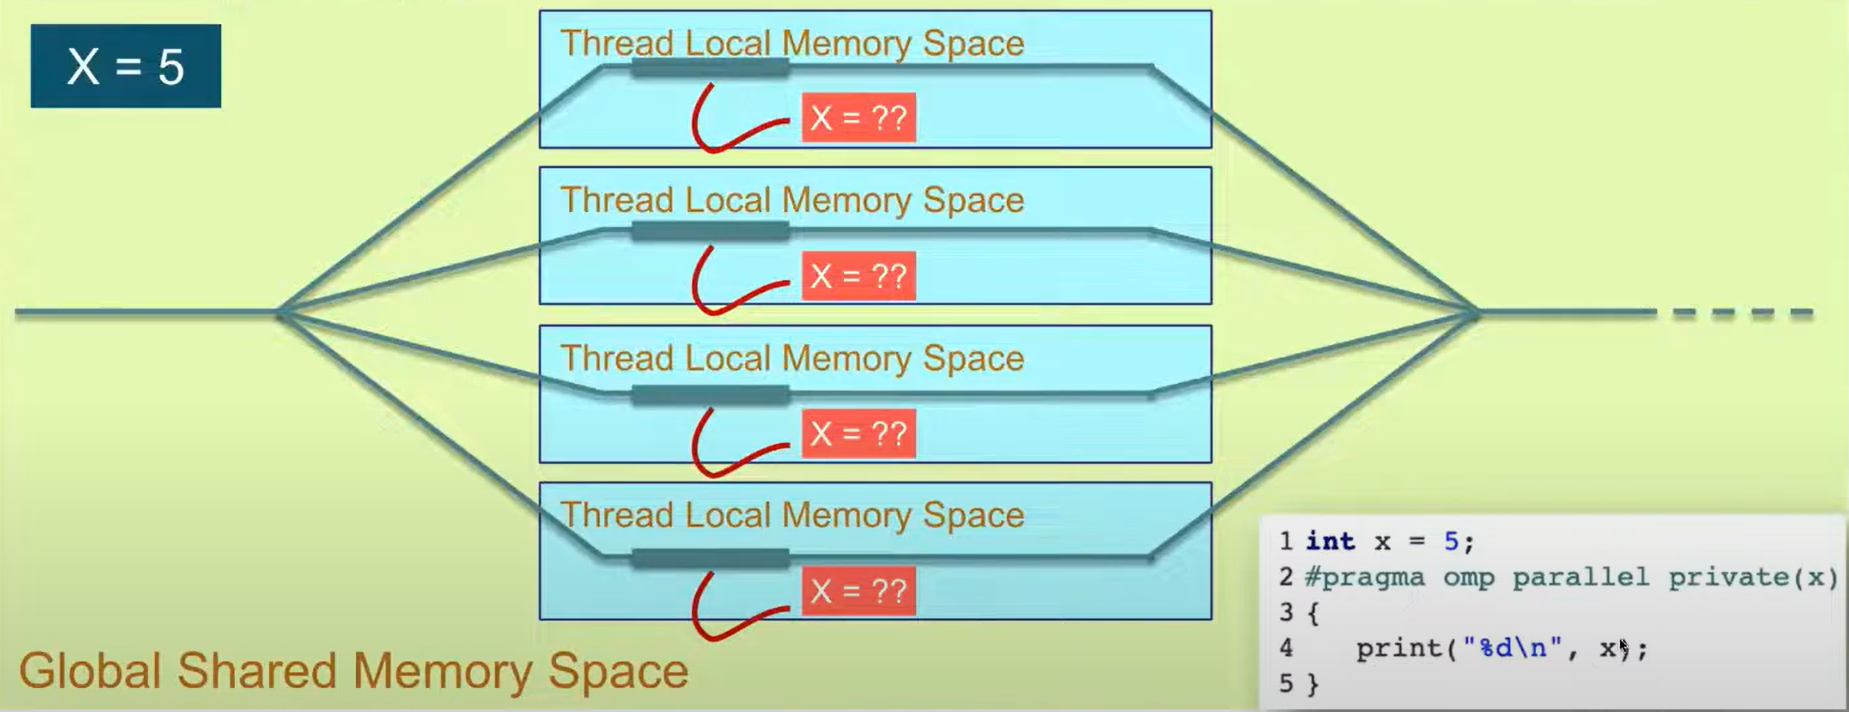 X = 5
Thread Local Memory Space
X = ??
Thread Local Memory Space
X = ??
Thread Local Memory Space
X = ??
Thread Local Memory Space
X = ??
Global Shared Memory Space
1 int x = 5;
2 #pragma omp parallel private(x)
3 {
4    print("%d\n", x);
5 }